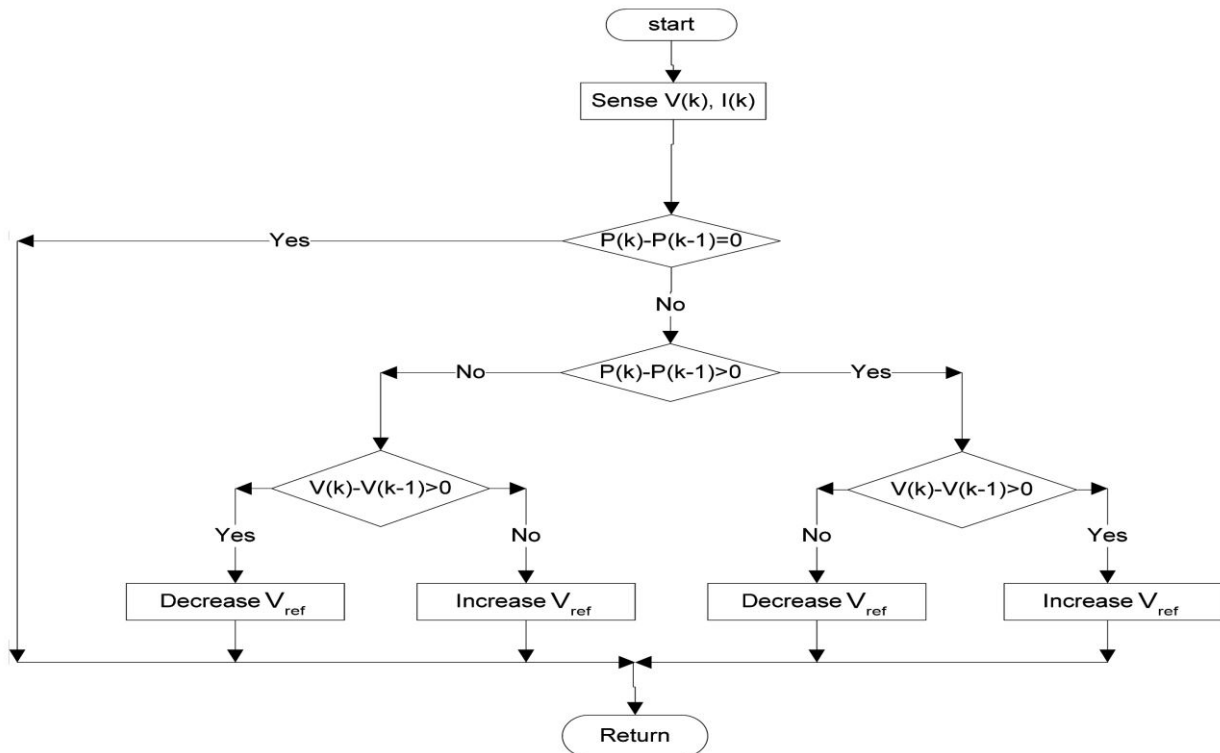 start
Sense V(k), I(k)
P(k)-P(k-1)=0
Yes
No
P(k)-P(k-1)>0
No
Yes
V(k)-V(k-1)>0
V(k)-V(k-1)>0
Yes
No
No
Yes
Decrease Vref
Increase Vref
Decrease Vref
Increase Vref
Return